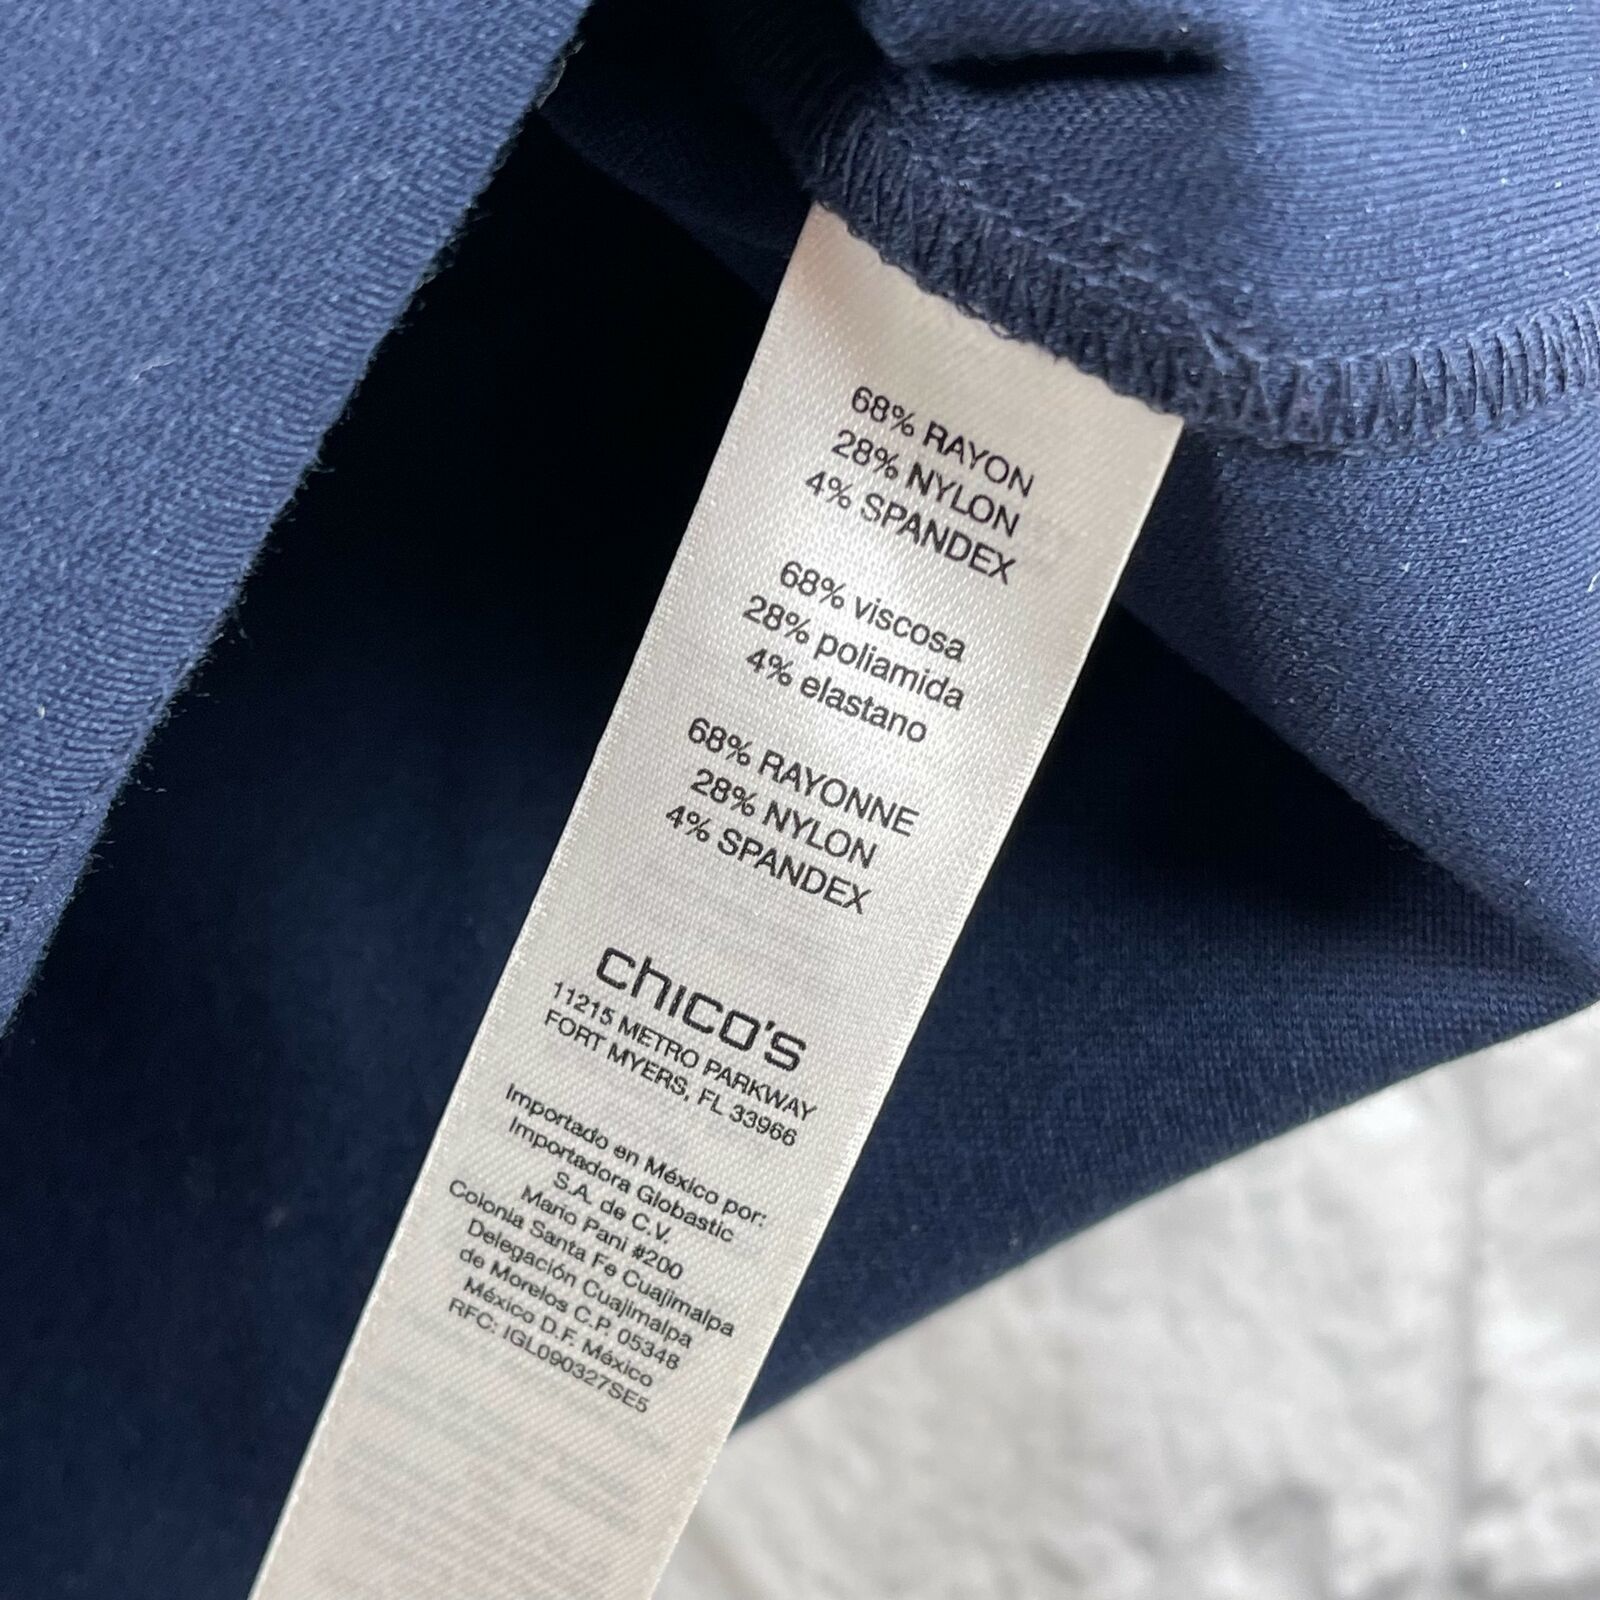 68% RAYON
28% NYLON
4% SPANDEX
68% viscosa
28% poliamida
4% elastano
68% RAYONNE
28% NYLON
4% SPANDEX
chico's
11215 METRO PARKWAY
FORT MYERS, FL 33966
Importado en México por:
Importadora Globastic
S.A. de C.V.
Mario Pani #200
Colonia Santa Fe Cuajimalpa
Delegación Cuajimalpa
de Morelos C.P. 05348
México D.F. México
RFC: IGL090327SE5